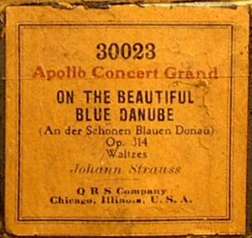 30023
Apollo Concert Grand
ON THE BEAUTIFUL
BLUE DANUBE
(An der Schonen Blauen Donau)
Op. 314
Waltzes
Johann Strauss
Q R S Company
Chicago, Illinois, U. S. A.